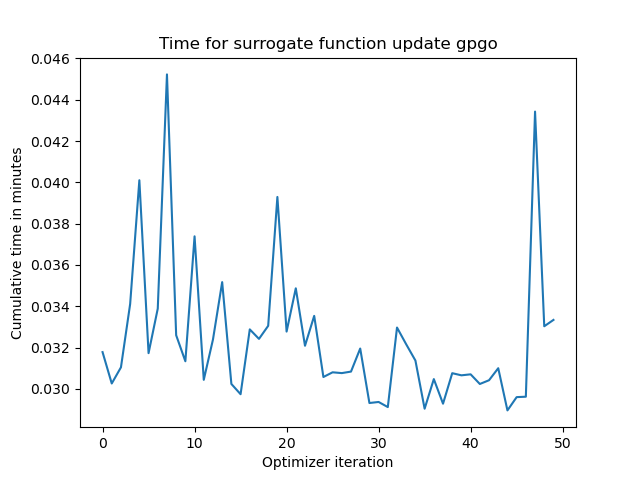 Time for surrogate function update gpgo
Cumulative time in minutes
0.046
0.044
0.042
0.040
0.038
0.036
0.034
0.032
0.030
0 10 20 30 40 50
Optimizer iteration